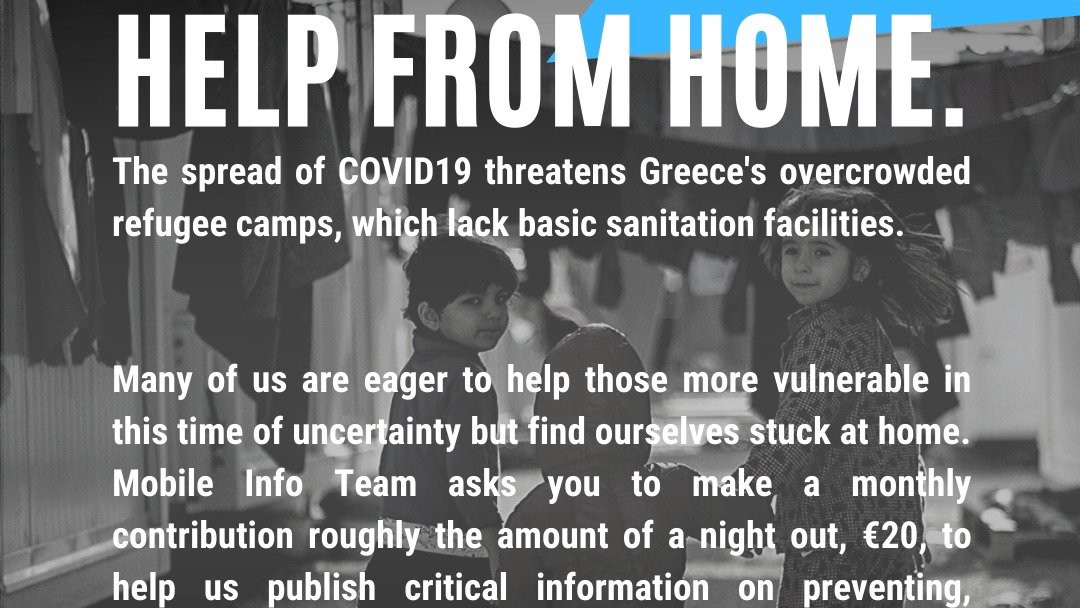 HELP FROM HOME.
The spread of COVID19 threatens Greece's overcrowded
refugee camps, which lack basic sanitation facilities.
Many of us are eager to help those more vulnerable in
this time of uncertainty but find ourselves stuck at home.
Mobile Info Team asks you to make a monthly
contribution roughly the amount of a night out, €20, to
help us publish critical information on preventing,